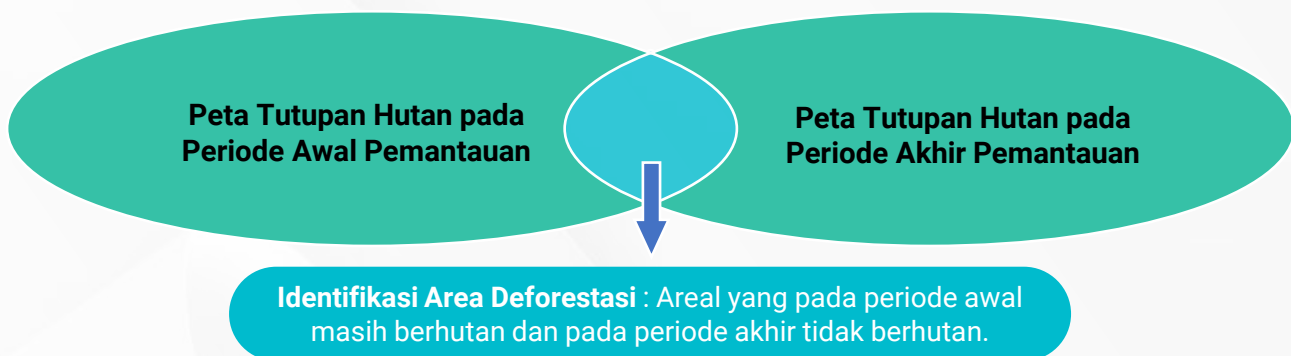 Peta Tutupan Hutan pada
Periode Awal Pemantauan
Peta Tutupan Hutan pada
Periode Akhir Pemantauan
Identifikasi Area Deforestasi : Areal yang pada periode awal
masih berhutan dan pada periode akhir tidak berhutan.